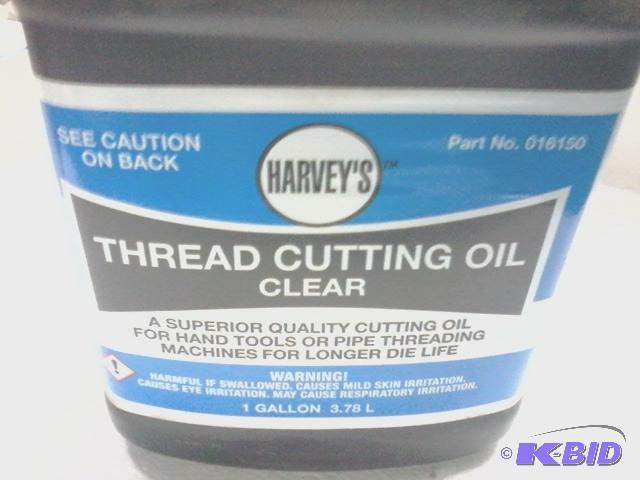 SEE CAUTION
ON BACK
HARVEY'S™
Part No. 016150
THREAD CUTTING OIL
CLEAR
A SUPERIOR QUALITY CUTTING OIL
FOR HAND TOOLS OR PIPE THREADING
MACHINES FOR LONGER DIE LIFE
!
WARNING!
HARMFUL IF SWALLOWED. CAUSES MILD SKIN IRRITATION.
CAUSES EYE IRRITATION. MAY CAUSE RESPIRATORY IRRITATION.
1 GALLON 3.78 L
© K-BID